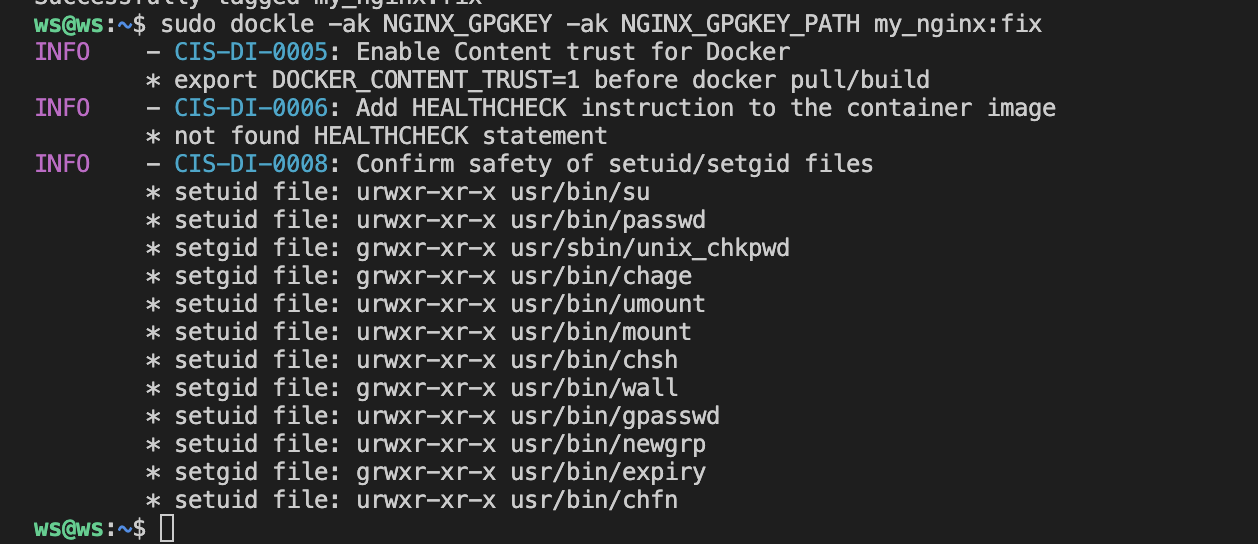 Successfully tagged my_nginx:fix
ws@ws:~$ sudo dockle -ak NGINX_GPGKEY -ak NGINX_GPGKEY_PATH my_nginx:fix
INFO    - CIS-DI-0005: Enable Content trust for Docker
        * export DOCKER_CONTENT_TRUST=1 before docker pull/build
INFO    - CIS-DI-0006: Add HEALTHCHECK instruction to the container image
        * not found HEALTHCHECK statement
INFO    - CIS-DI-0008: Confirm safety of setuid/setgid files
        * setuid file: urwxr-xr-x usr/bin/su
        * setuid file: urwxr-xr-x usr/bin/passwd
        * setgid file: grwxr-xr-x usr/sbin/unix_chkpwd
        * setgid file: grwxr-xr-x usr/bin/chage
        * setuid file: urwxr-xr-x usr/bin/umount
        * setuid file: urwxr-xr-x usr/bin/mount
        * setuid file: urwxr-xr-x usr/bin/chsh
        * setgid file: grwxr-xr-x usr/bin/wall
        * setuid file: urwxr-xr-x usr/bin/gpasswd
        * setuid file: urwxr-xr-x usr/bin/newgrp
        * setgid file: grwxr-xr-x usr/bin/expiry
        * setuid file: urwxr-xr-x usr/bin/chfn
ws@ws:~$